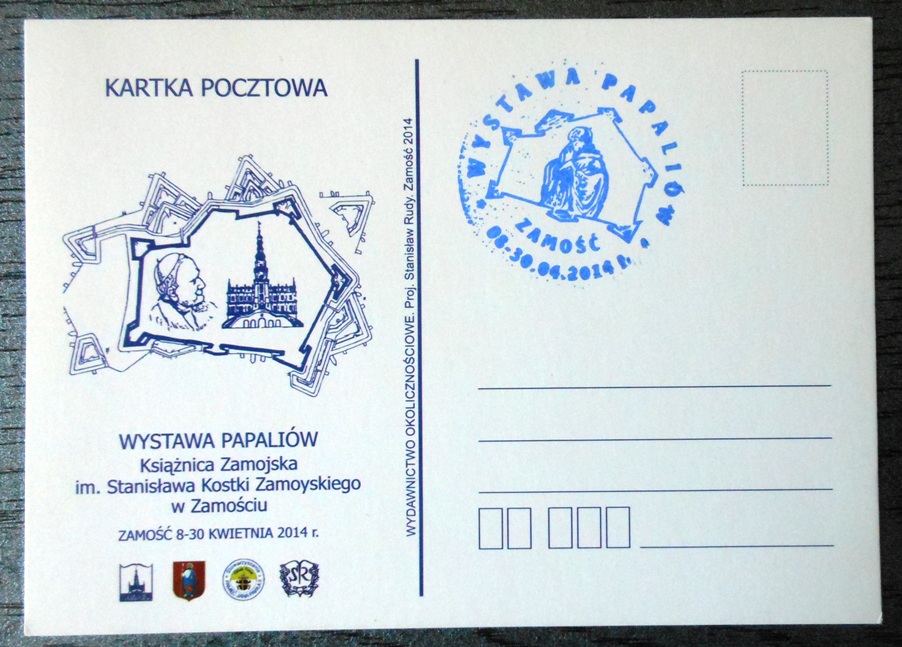 KARTKA POCZTOWA
WYSTAWA PAPALIÓW
Książnica Zamojska
im. Stanisława Kostki Zamoyskiego
w Zamościu
ZAMOŚĆ 8-30 KWIETNIA 2014 r.
SR
WYDAWNICTWO OKOLICZNOŚCIOWE. Proj. Stanisław Rudy. Zamość 2014
* WYSTAWA PAPALIÓW *
ZAMOŚĆ
08-30.04.2014 r.